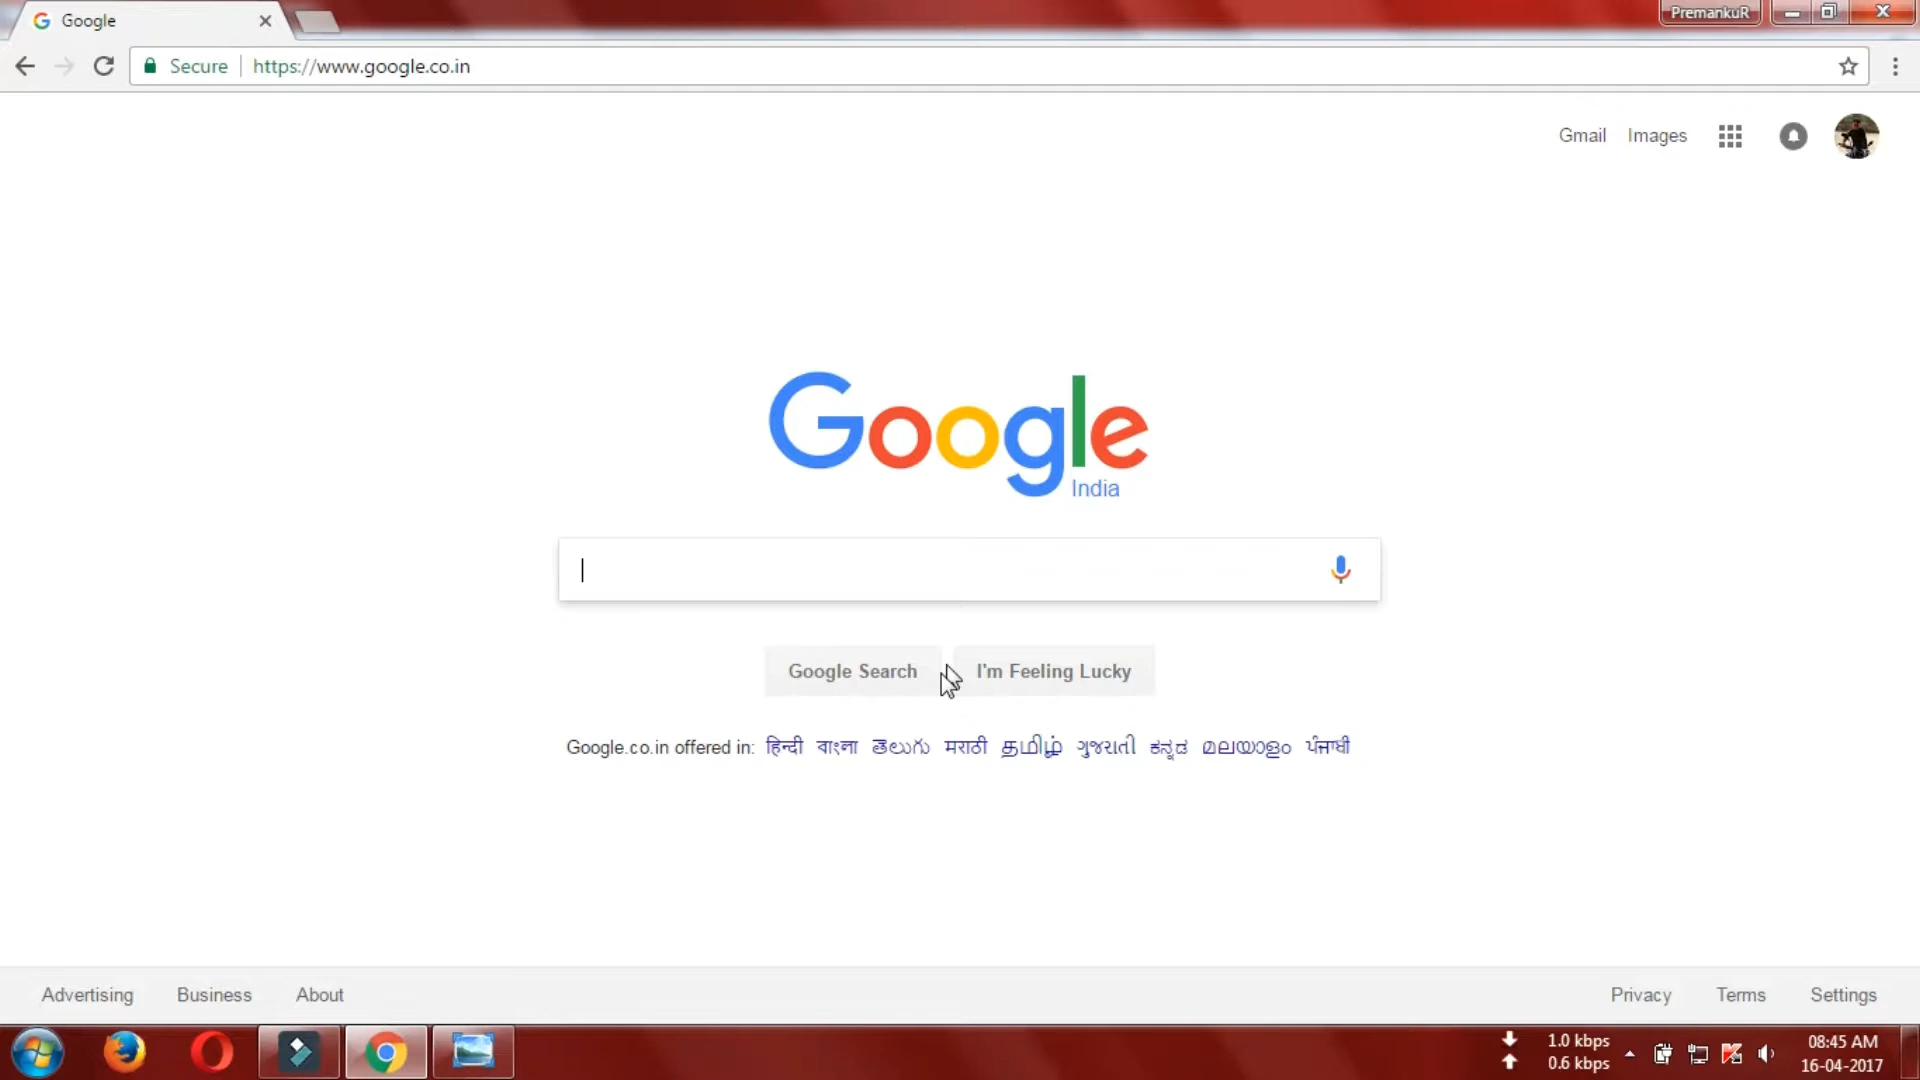 Google
PremankuR
Secure
https://www.google.co.in
Gmail Images
Google
India
Google Search I'm Feeling Lucky
Google.co.in offered in: हिन्दी বাংলা తెలుగు मराठी தமிழ் ગુજરાતી ಕನ್ನಡ മലയാളം ਪੰਜਾਬੀ
Advertising Business About
Privacy Terms Settings
1.0 kbps
0.6 kbps
08:45 AM
16-04-2017